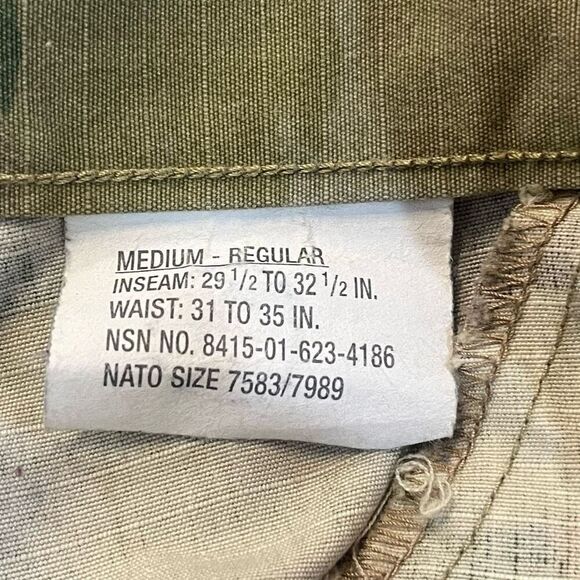 MEDIUM - REGULAR
INSEAM: 29 1/2 TO 32 1/2 IN.
WAIST: 31 TO 35 IN.
NSN NO. 8415-01-623-4186
NATO SIZE 7583/7989